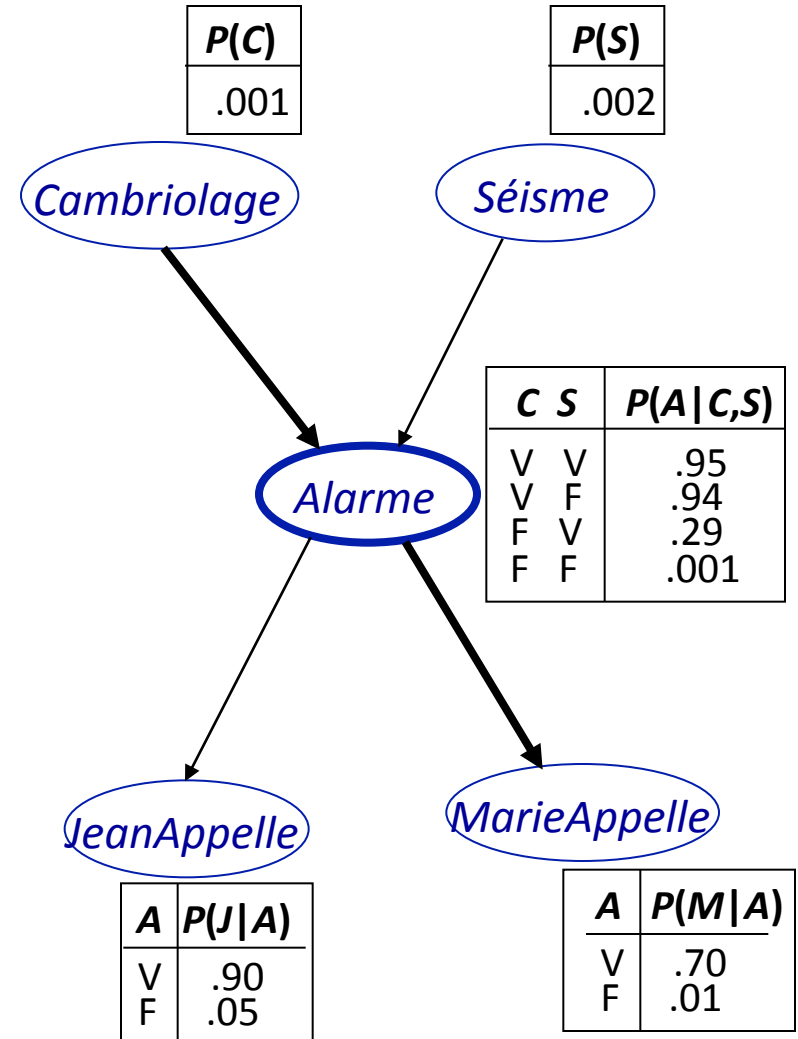 P(C)
.001
P(S)
.002
Cambriolage
Séisme
C S P(A|C,S)
V V .95
V F .94
F V .29
F F .001
Alarme
JeanAppelle
MarieAppelle
A P(J|A)
V .90
F .05
A P(M|A)
V .70
F .01